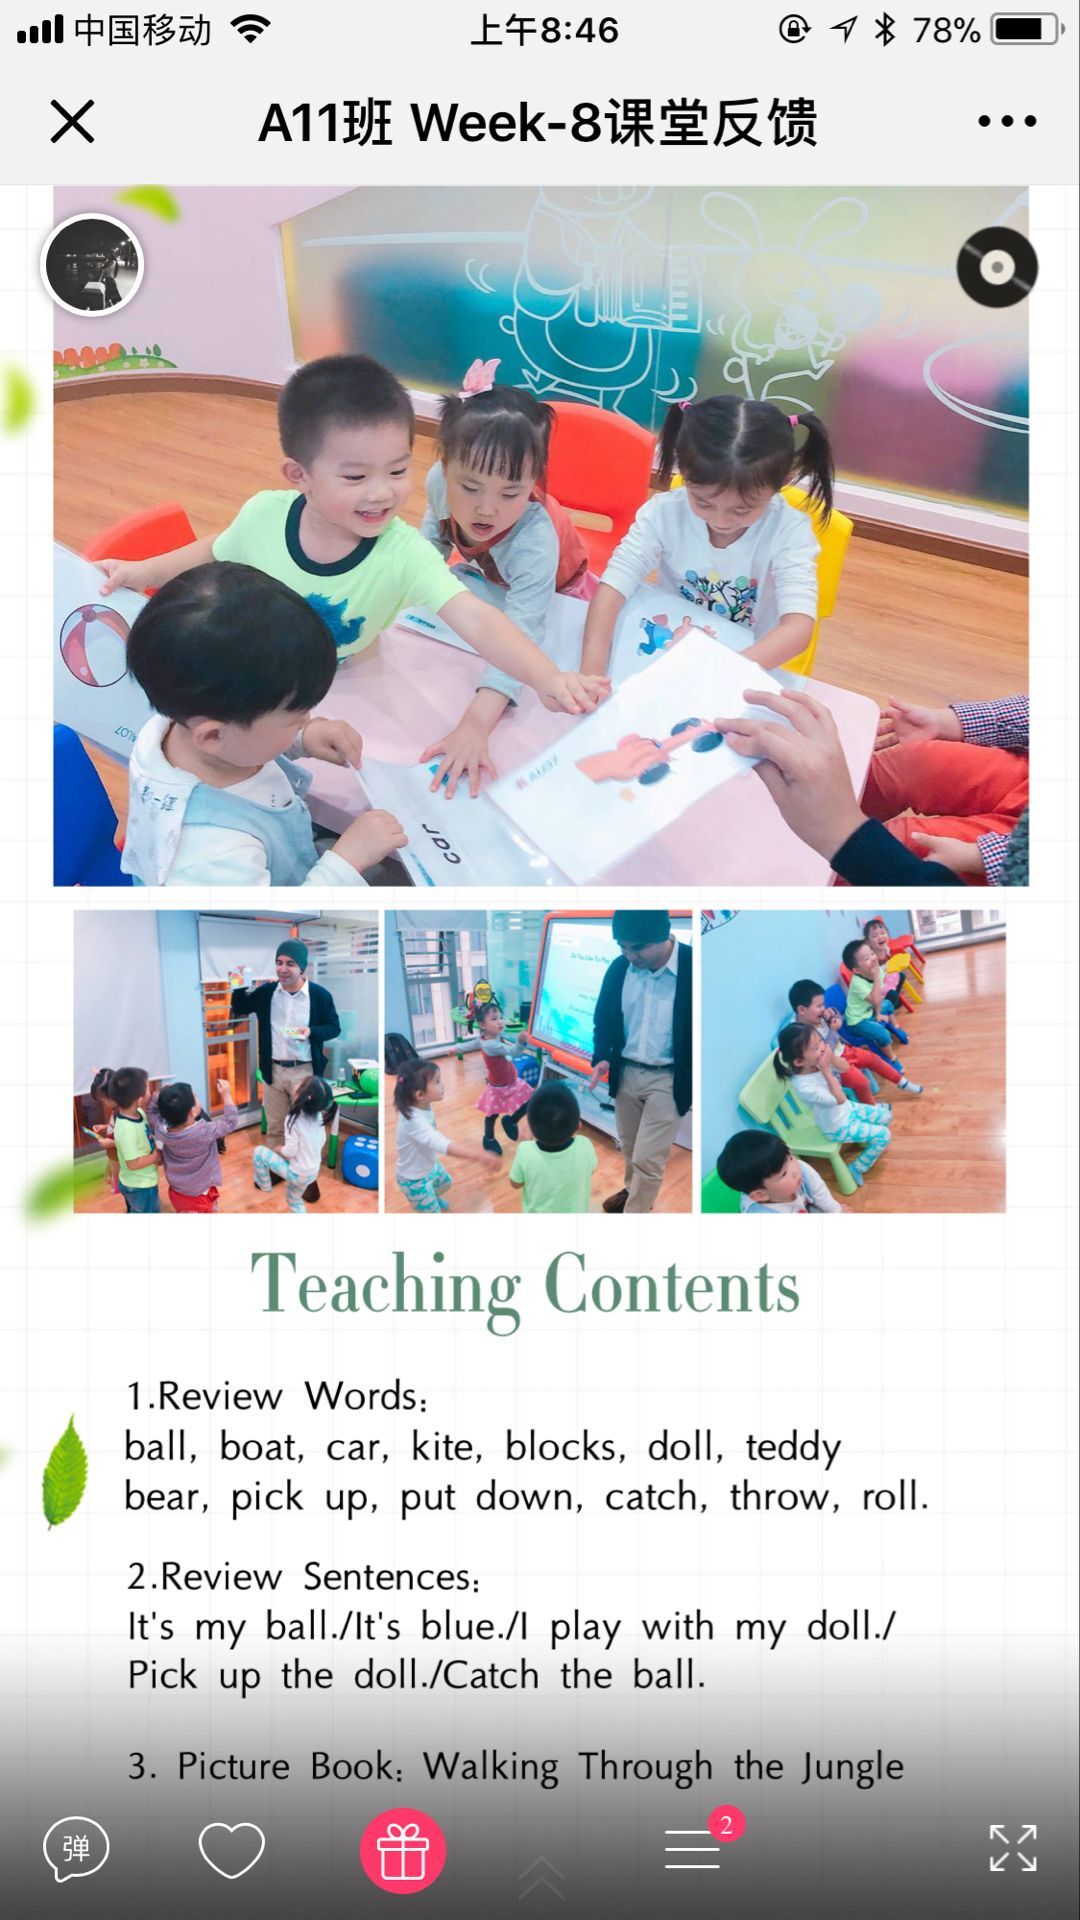 中国移动
上午8:46
78%
A11班 Week-8课堂反馈
car
Teaching Contents
1.Review Words:
ball, boat, car, kite, blocks, doll, teddy
bear, pick up, put down, catch, throw, roll.
2.Review Sentences:
It's my ball./It's blue./I play with my doll./
Pick up the doll./Catch the ball.
3. Picture Book: Walking Through the Jungle
弹
2